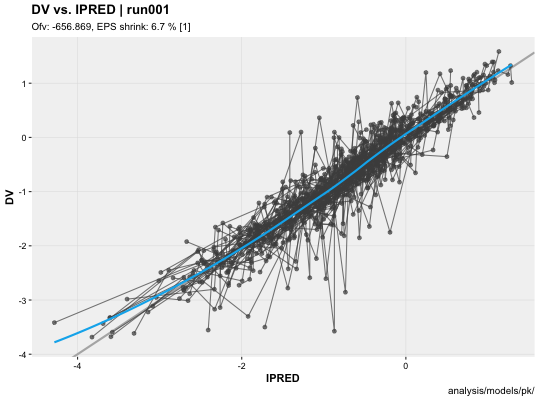 DV vs. IPRED | run001
Ofv: -656.869, EPS shrink: 6.7 % [1]
DV
1
0
-1
-2
-3
-4
-4
-2
0
IPRED
analysis/models/pk/